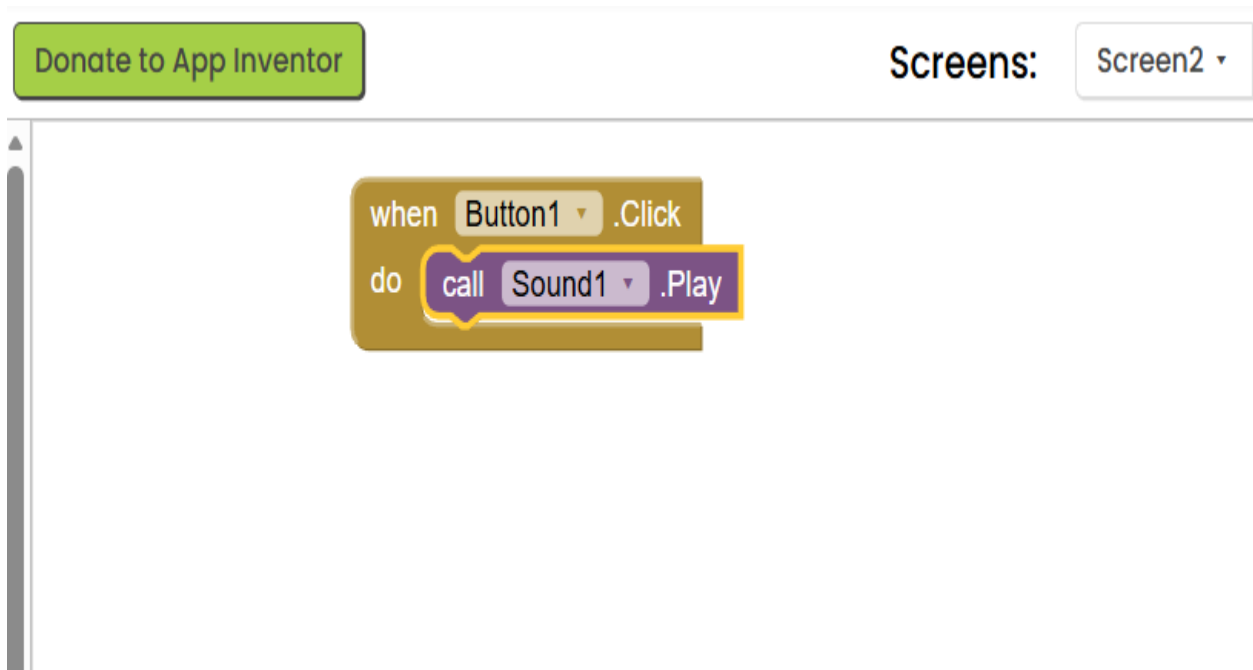 Donate to App Inventor
Screens: Screen2
when Button1 .Click
do call Sound1 .Play